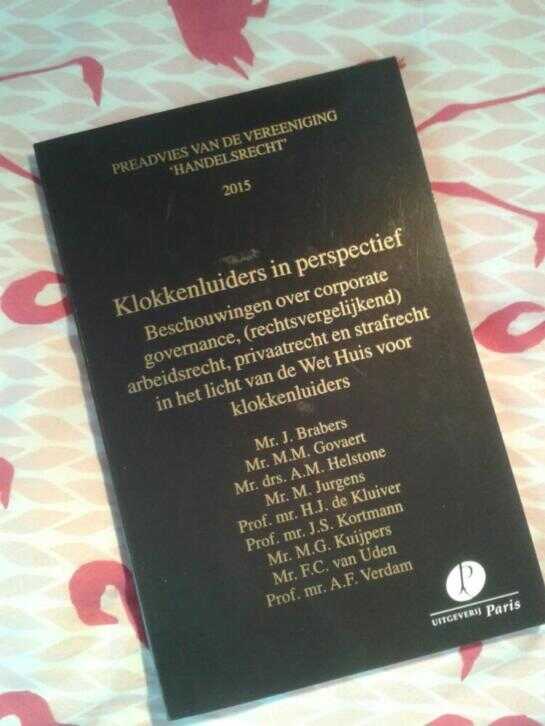 PREADVIES VAN DE VEREENIGING
'HANDELSRECHT'
2015
Klokkenluiders in perspectief
Beschouwingen over corporate
governance, (rechtsvergelijkend)
arbeidsrecht, privaatrecht en strafrecht
in het licht van de Wet Huis voor
klokkenluiders
Mr. J. Brabers
Mr. M.M. Govaert
Mr. drs. A.M. Helstone
Mr. M. Jurgens
Prof. mr. H.J. de Kluiver
Prof. mr. J.S. Kortmann
Mr. M.G. Kuijpers
Mr. F.C. van Uden
Prof. mr. A.F. Verdam
P
UITGEVERIJ Paris